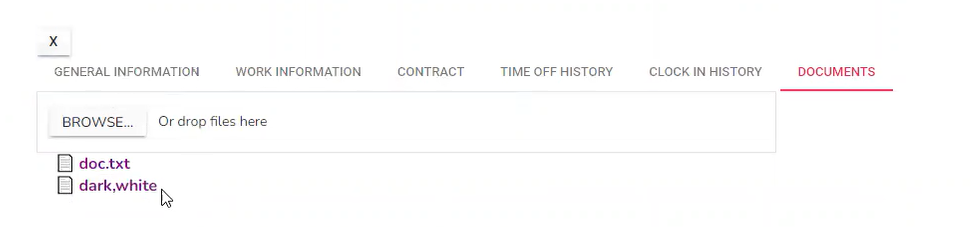 X
GENERAL INFORMATION WORK INFORMATION CONTRACT TIME OFF HISTORY CLOCK IN HISTORY DOCUMENTS
BROWSE... Or drop files here
doc.txt
dark,white